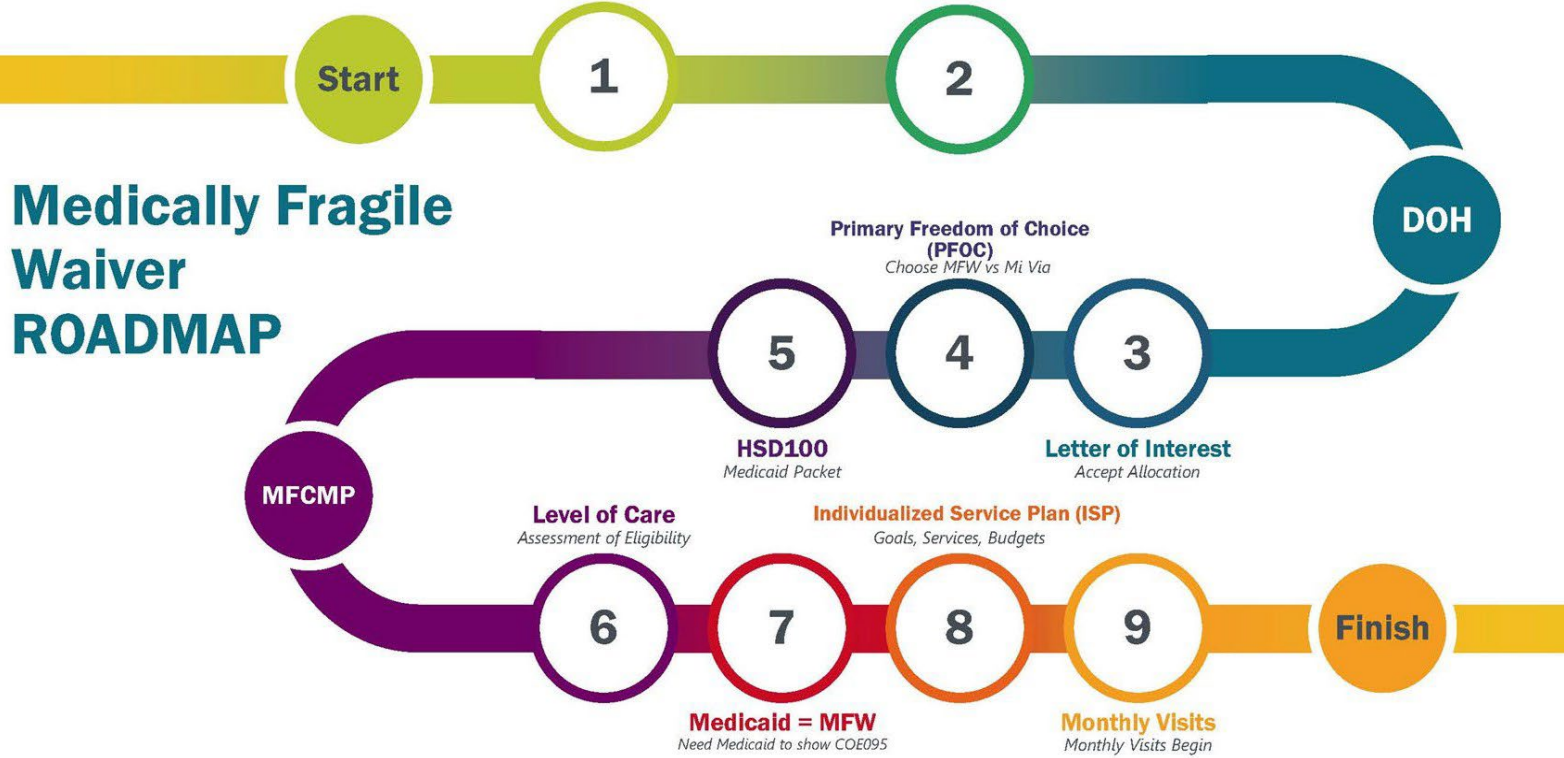 Start
1
2
Medically Fragile
Waiver
ROADMAP
DOH
Primary Freedom of Choice
(PFOC)
Choose MFW vs Mi Via
5
4
3
HSD100
Medicaid Packet
Letter of Interest
Accept Allocation
MFCMP
Level of Care
Assessment of Eligibility
Individualized Service Plan (ISP)
Goals, Services, Budgets
6
7
8
9
Finish
Medicaid = MFW
Need Medicaid to show COE095
Monthly Visits
Monthly Visits Begin